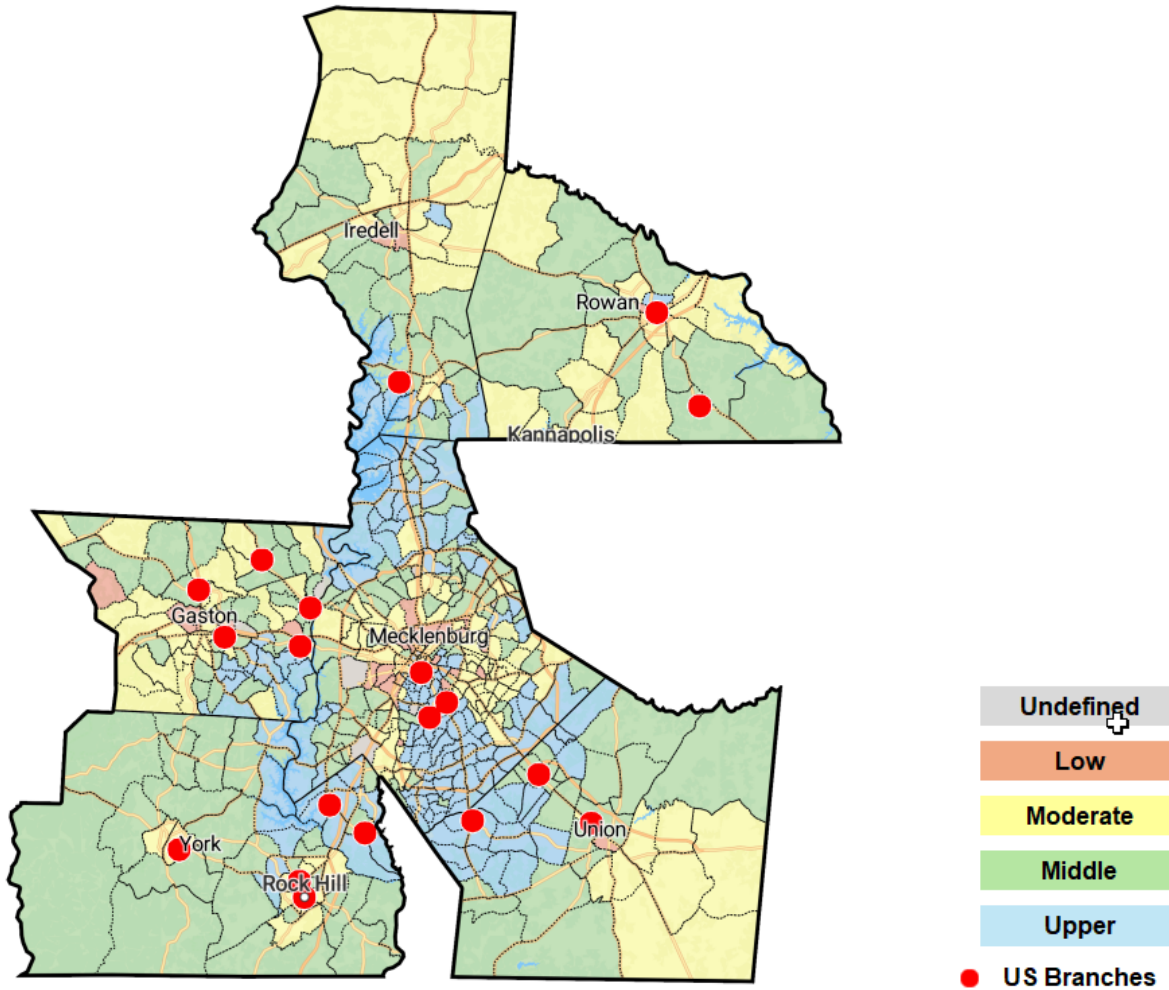 Iredell
Rowan
Kannapolis
Gaston
Mecklenburg
York
Rock Hill
Union
Undefined
Low
Moderate
Middle
Upper
US Branches